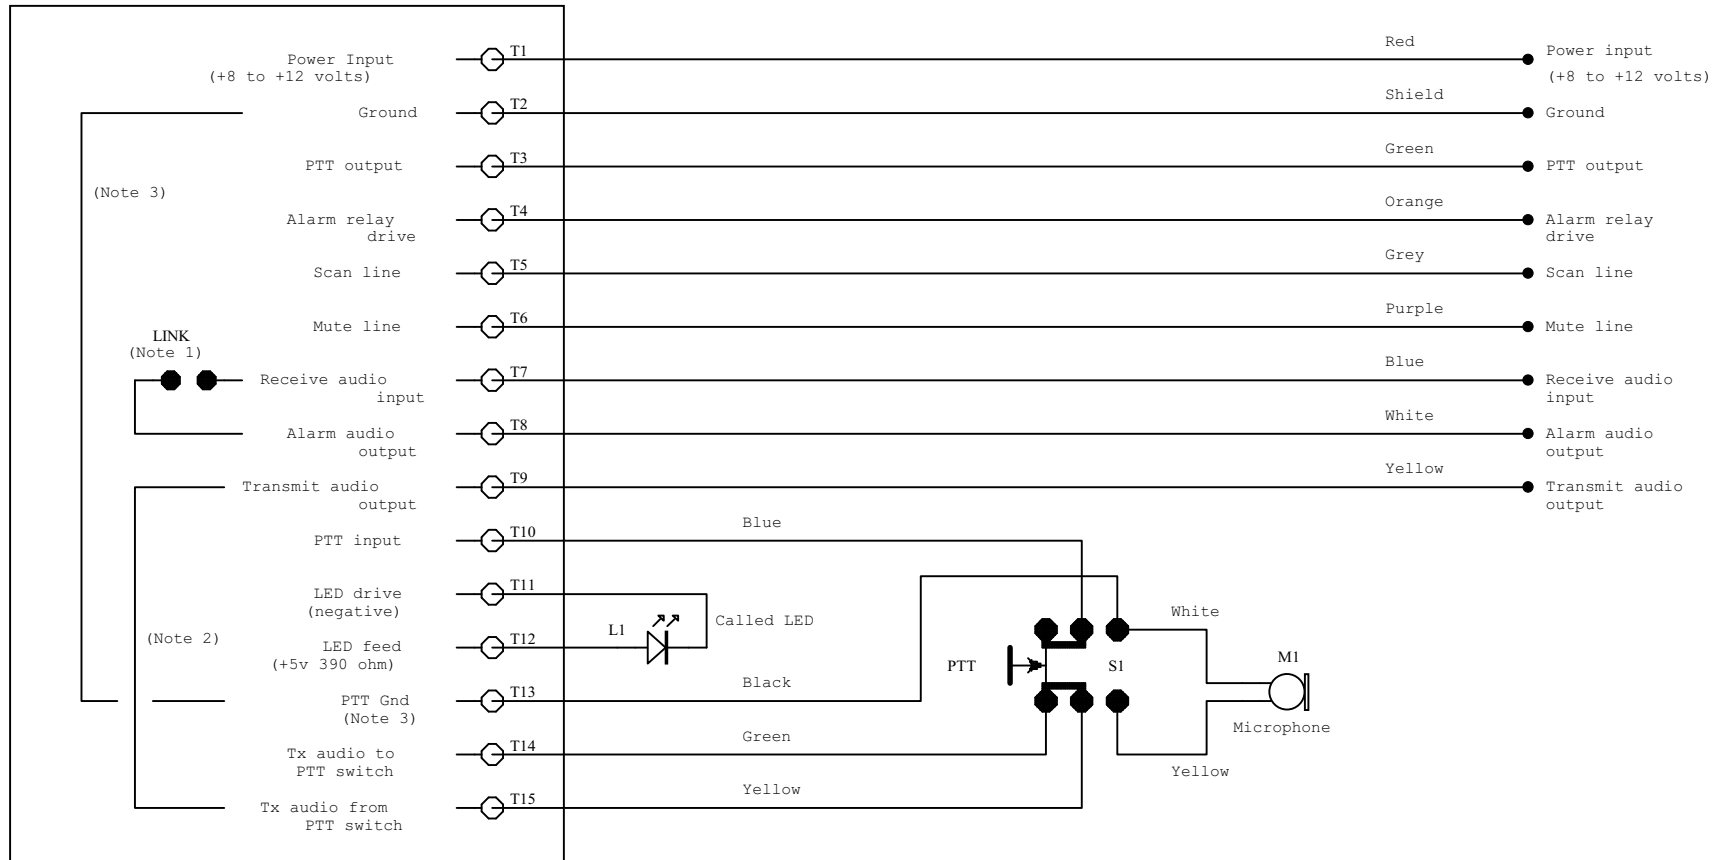 Power Input
(+8 to +12 volts)
T1
Red
Power input
(+8 to +12 volts)
Ground
T2
Shield
Ground
PTT output
T3
Green
PTT output
(Note 3)
Alarm relay
drive
T4
Orange
Alarm relay
drive
Scan line
T5
Grey
Scan line
Mute line
T6
Purple
Mute line
LINK
(Note 1)
Receive audio
input
T7
Blue
Receive audio
input
Alarm audio
output
T8
White
Alarm audio
output
Transmit audio
output
T9
Yellow
Transmit audio
output
PTT input
T10
Blue
LED drive
(negative)
T11
L1
Called LED
White
(Note 2)
LED feed
(+5v 390 ohm)
T12
PTT
S1
M1
PTT Gnd
(Note 3)
T13
Black
Microphone
Tx audio to
PTT switch
T14
Green
Yellow
Tx audio from
PTT switch
T15
Yellow